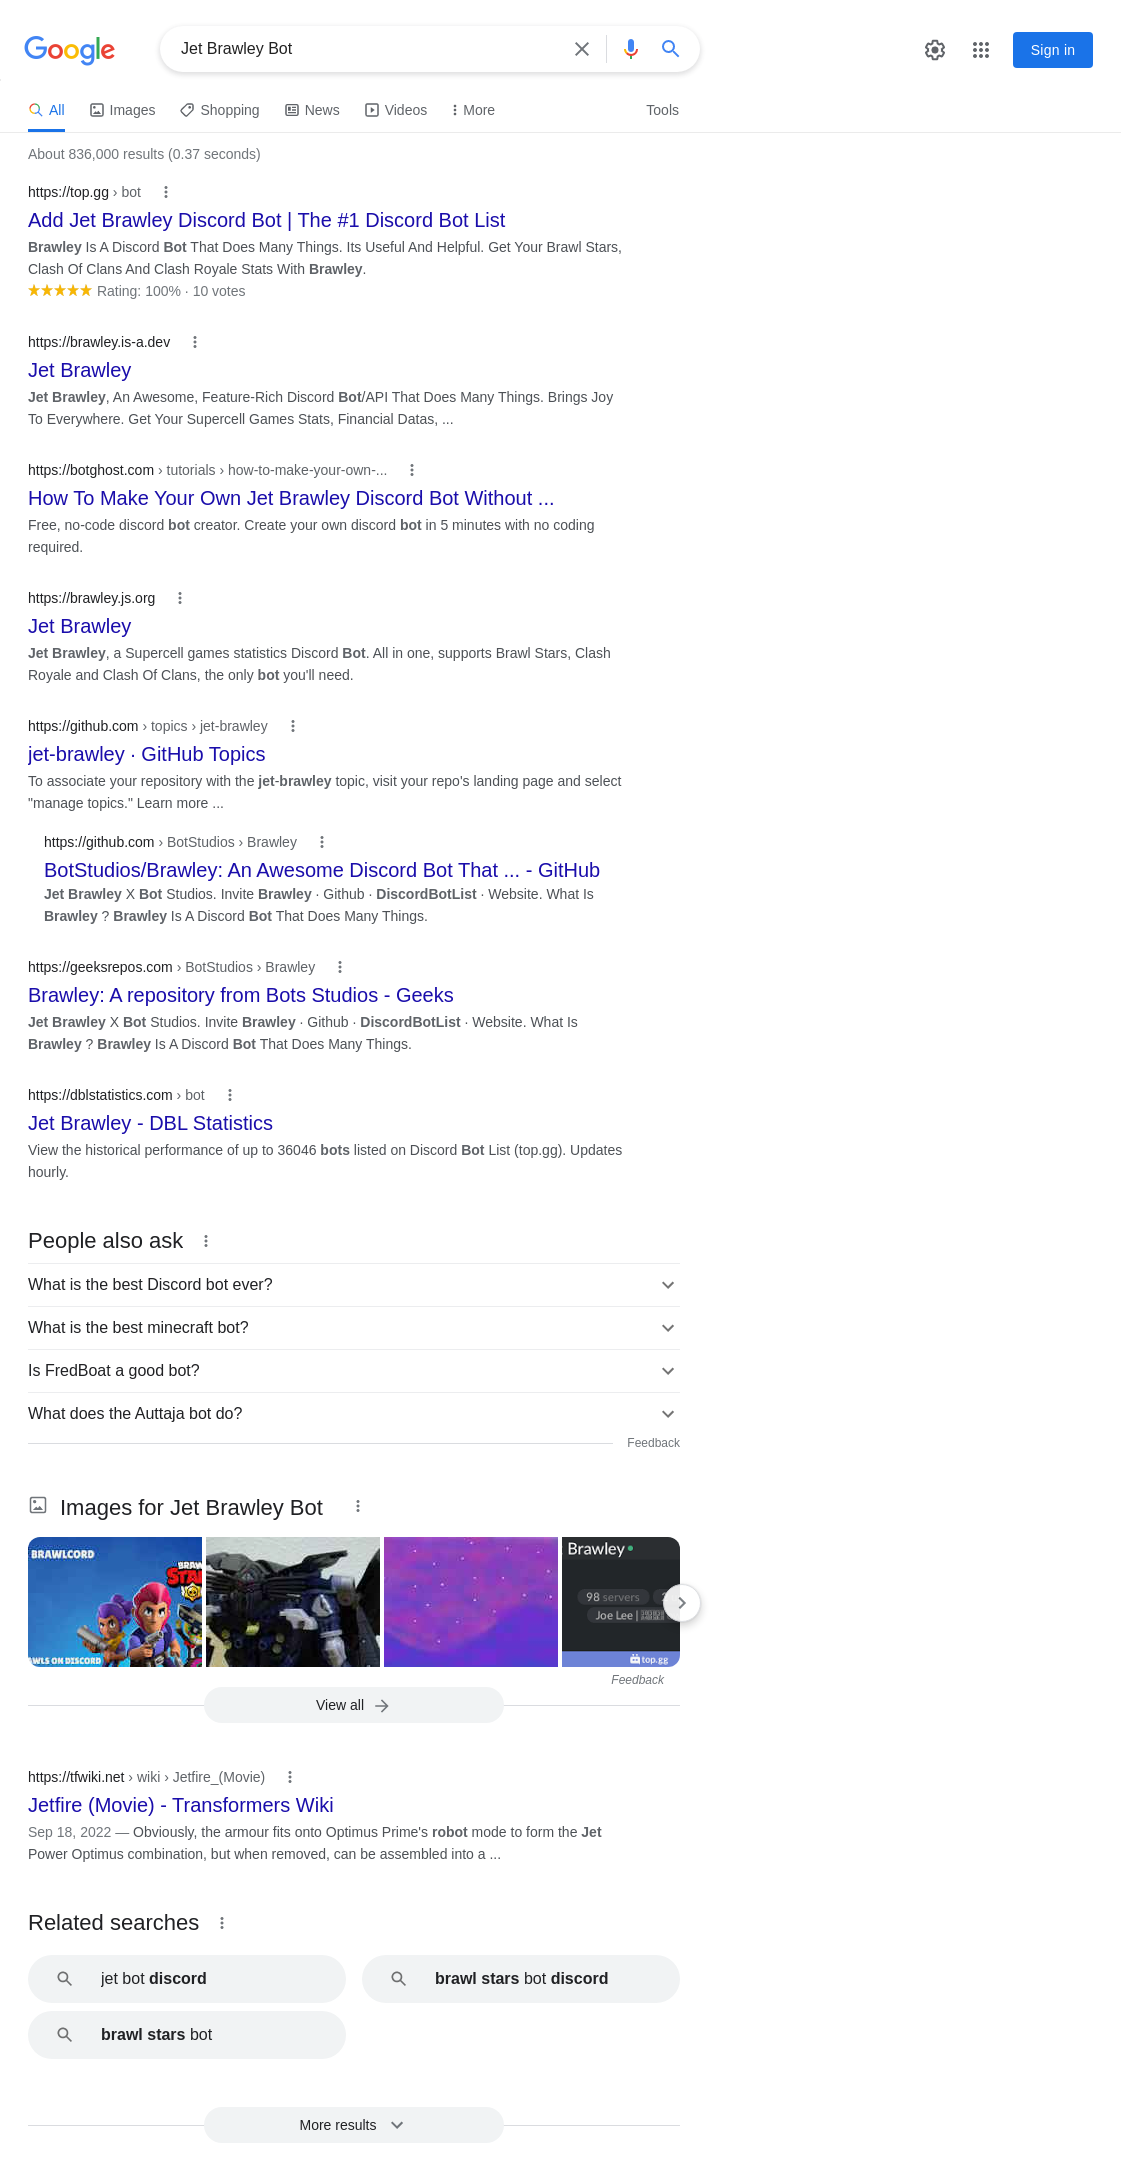 Google
Jet Brawley Bot
Sign in
All
Images
Shopping
News
Videos
More
Tools
About 836,000 results (0.37 seconds)
https://top.gg › bot
Add Jet Brawley Discord Bot | The #1 Discord Bot List
Brawley Is A Discord Bot That Does Many Things. Its Useful And Helpful. Get Your Brawl Stars,
Clash Of Clans And Clash Royale Stats With Brawley.
Rating: 100% · 10 votes
https://brawley.is-a.dev
Jet Brawley
Jet Brawley, An Awesome, Feature-Rich Discord Bot/API That Does Many Things. Brings Joy
To Everywhere. Get Your Supercell Games Stats, Financial Datas, ...
https://botghost.com › tutorials › how-to-make-your-own-...
How To Make Your Own Jet Brawley Discord Bot Without ...
Free, no-code discord bot creator. Create your own discord bot in 5 minutes with no coding
required.
https://brawley.js.org
Jet Brawley
Jet Brawley, a Supercell games statistics Discord Bot. All in one, supports Brawl Stars, Clash
Royale and Clash Of Clans, the only bot you'll need.
https://github.com › topics › jet-brawley
jet-brawley · GitHub Topics
To associate your repository with the jet-brawley topic, visit your repo's landing page and select
"manage topics." Learn more ...
https://github.com › BotStudios › Brawley
BotStudios/Brawley: An Awesome Discord Bot That ... - GitHub
Jet Brawley X Bot Studios. Invite Brawley · Github · DiscordBotList · Website. What Is
Brawley ? Brawley Is A Discord Bot That Does Many Things.
https://geeksrepos.com › BotStudios › Brawley
Brawley: A repository from Bots Studios - Geeks
Jet Brawley X Bot Studios. Invite Brawley · Github · DiscordBotList · Website. What Is
Brawley ? Brawley Is A Discord Bot That Does Many Things.
https://dblstatistics.com › bot
Jet Brawley - DBL Statistics
View the historical performance of up to 36046 bots listed on Discord Bot List (top.gg). Updates
hourly.
People also ask
What is the best Discord bot ever?
What is the best minecraft bot?
Is FredBoat a good bot?
What does the Auttaja bot do?
Feedback
Images for Jet Brawley Bot
BRAWLCORD
BRAW
STA
AWLS ON DISCORD
Brawley
98 servers
Joe Lee |
top.gg
Feedback
View all
https://tfwiki.net › wiki › Jetfire_(Movie)
Jetfire (Movie) - Transformers Wiki
Sep 18, 2022 — Obviously, the armour fits onto Optimus Prime's robot mode to form the Jet
Power Optimus combination, but when removed, can be assembled into a ...
Related searches
jet bot discord
brawl stars bot discord
brawl stars bot
More results